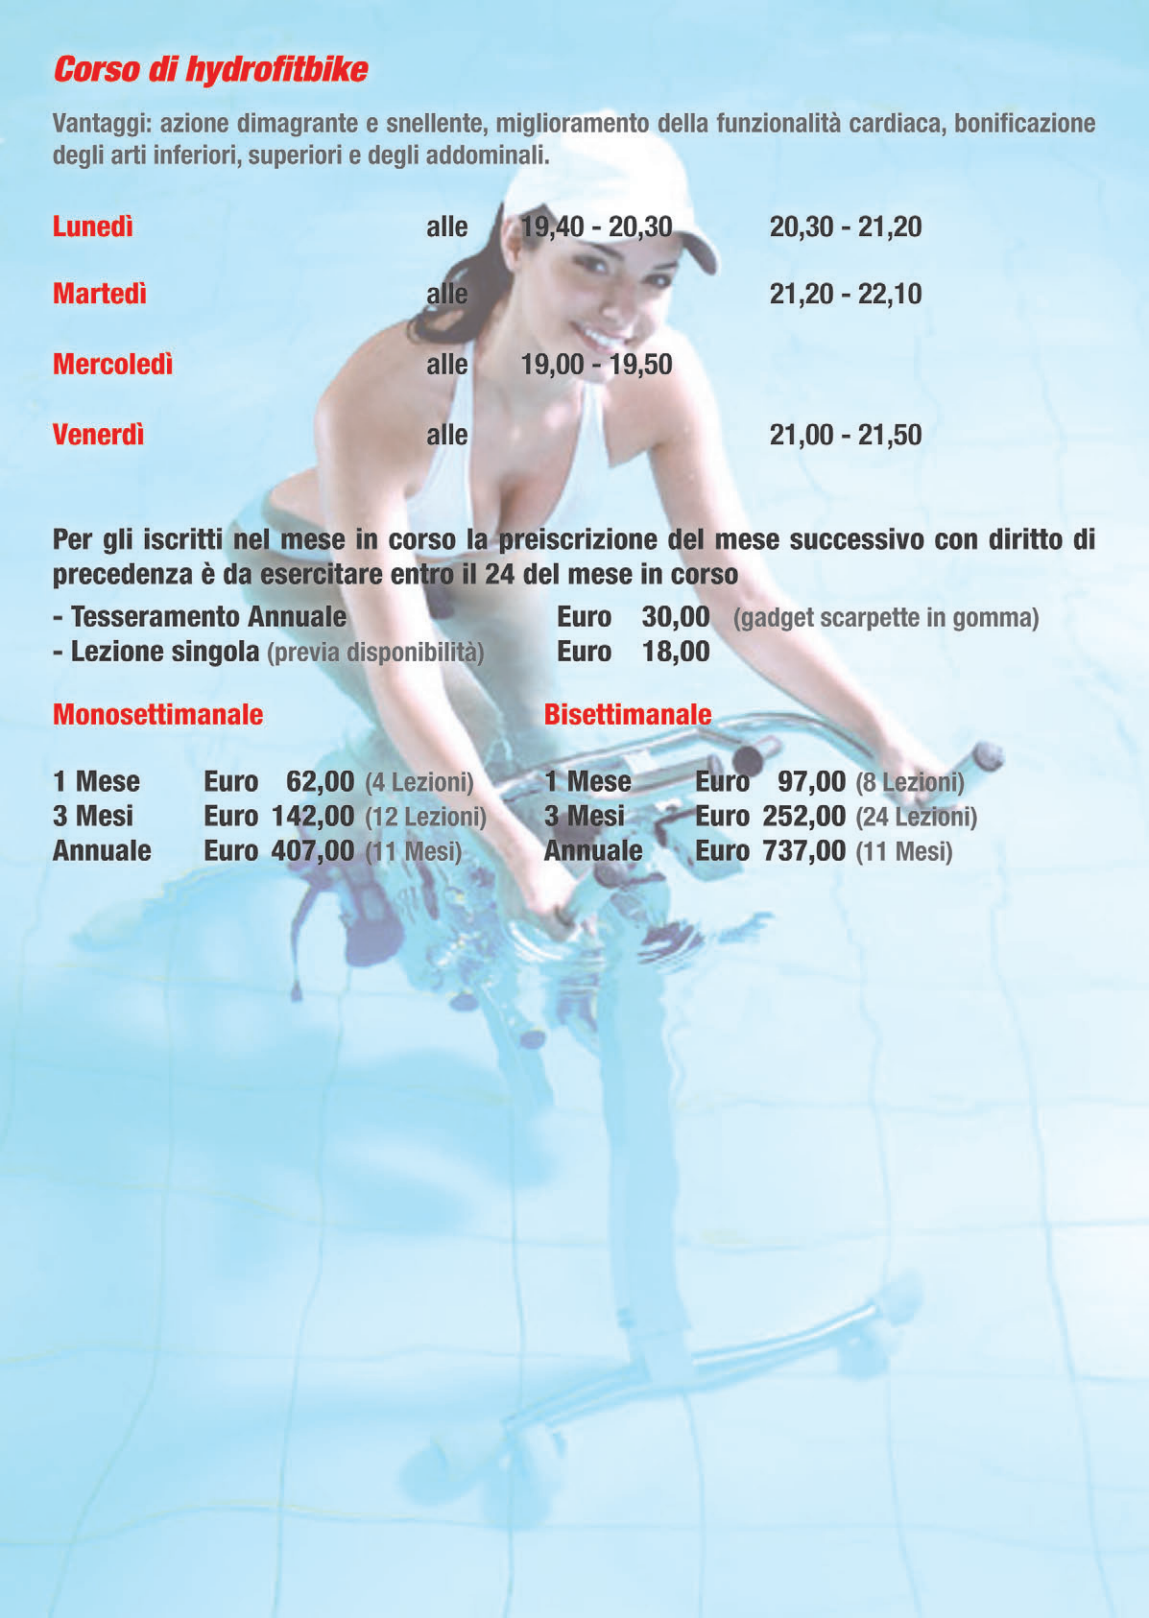 Corso di hydrofitbike
Vantaggi: azione dimagrante e snellente, miglioramento della funzionalità cardiaca, bonificazione
degli arti inferiori, superiori e degli addominali.
Lunedì alle 19,40 - 20,30 20,30 - 21,20
Martedì alle 21,20 - 22,10
Mercoledì alle 19,00 - 19,50
Venerdì alle 21,00 - 21,50
Per gli iscritti nel mese in corso la preiscrizione del mese successivo con diritto di
precedenza è da esercitare entro il 24 del mese in corso
- Tesseramento Annuale Euro 30,00 (gadget scarpette in gomma)
- Lezione singola (previa disponibilità) Euro 18,00
Monosettimanale Bisettimanale
1 Mese Euro 62,00 (4 Lezioni) 1 Mese Euro 97,00 (8 Lezioni)
3 Mesi Euro 142,00 (12 Lezioni) 3 Mesi Euro 252,00 (24 Lezioni)
Annuale Euro 407,00 (11 Mesi) Annuale Euro 737,00 (11 Mesi)